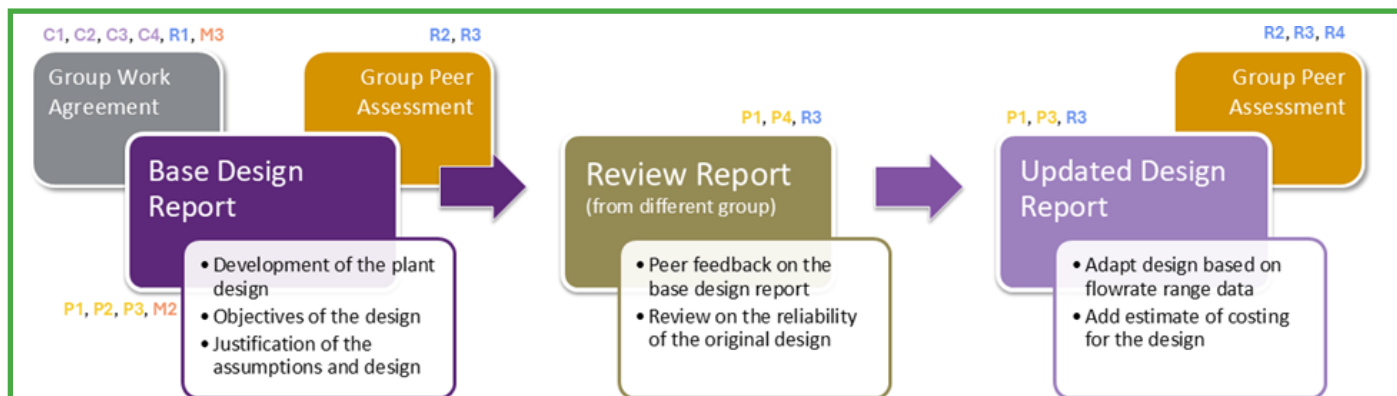 C1, C2, C3, C4, R1, M3
Group Work
Agreement
R2, R3
Group Peer
Assessment
Base Design
Report
P1, P2, P3, M2
• Development of the plant
design
• Objectives of the design
• Justification of the
assumptions and design
P1, P4, R3
Review Report
(from different group)
• Peer feedback on the
base design report
• Review on the reliability
of the original design
R2, R3, R4
Group Peer
Assessment
P1, P3, R3
Updated Design
Report
• Adapt design based on
flowrate range data
• Add estimate of costing
for the design